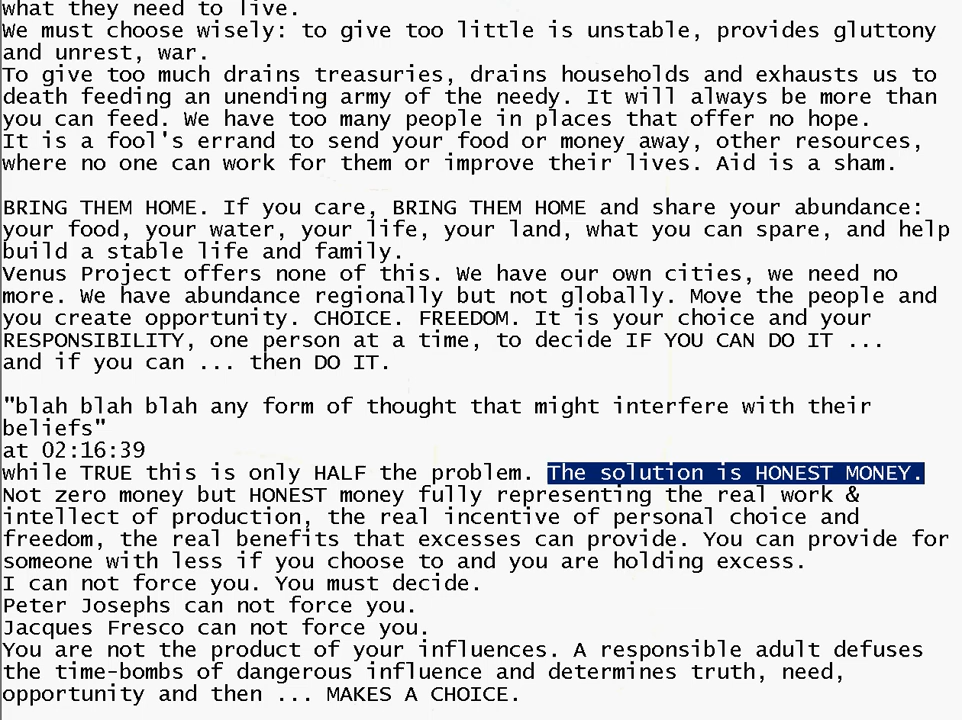 what they need to live.
We must choose wisely: to give too little is unstable, provides gluttony
and unrest, war.
To give too much drains treasuries, drains households and exhausts us to
death feeding an unending army of the needy. It will always be more than
you can feed. We have too many people in places that offer no hope.
It is a fool's errand to send your food or money away, other resources,
where no one can work for them or improve their lives. Aid is a sham.
BRING THEM HOME. If you care, BRING THEM HOME and share your abundance:
your food, your water, your life, your land, what you can spare, and help
build a stable life and family.
Venus Project offers none of this. We have our own cities, we need no
more. We have abundance regionally but not globally. Move the people and
you create opportunity. CHOICE. FREEDOM. It is your choice and your
RESPONSIBILITY, one person at a time, to decide IF YOU CAN DO IT ...
and if you can ... then DO IT.
"blah blah blah any form of thought that might interfere with their
beliefs"
at 02:16:39
while TRUE this is only HALF the problem. The solution is HONEST MONEY.
Not zero money but HONEST money fully representing the real work &
intellect of production, the real incentive of personal choice and
freedom, the real benefits that excesses can provide. You can provide for
someone with less if you choose to and you are holding excess.
I can not force you. You must decide.
Peter Josephs can not force you.
Jacques Fresco can not force you.
You are not the product of your influences. A responsible adult defuses
the time-bombs of dangerous influence and determines truth, need,
opportunity and then ... MAKES A CHOICE.